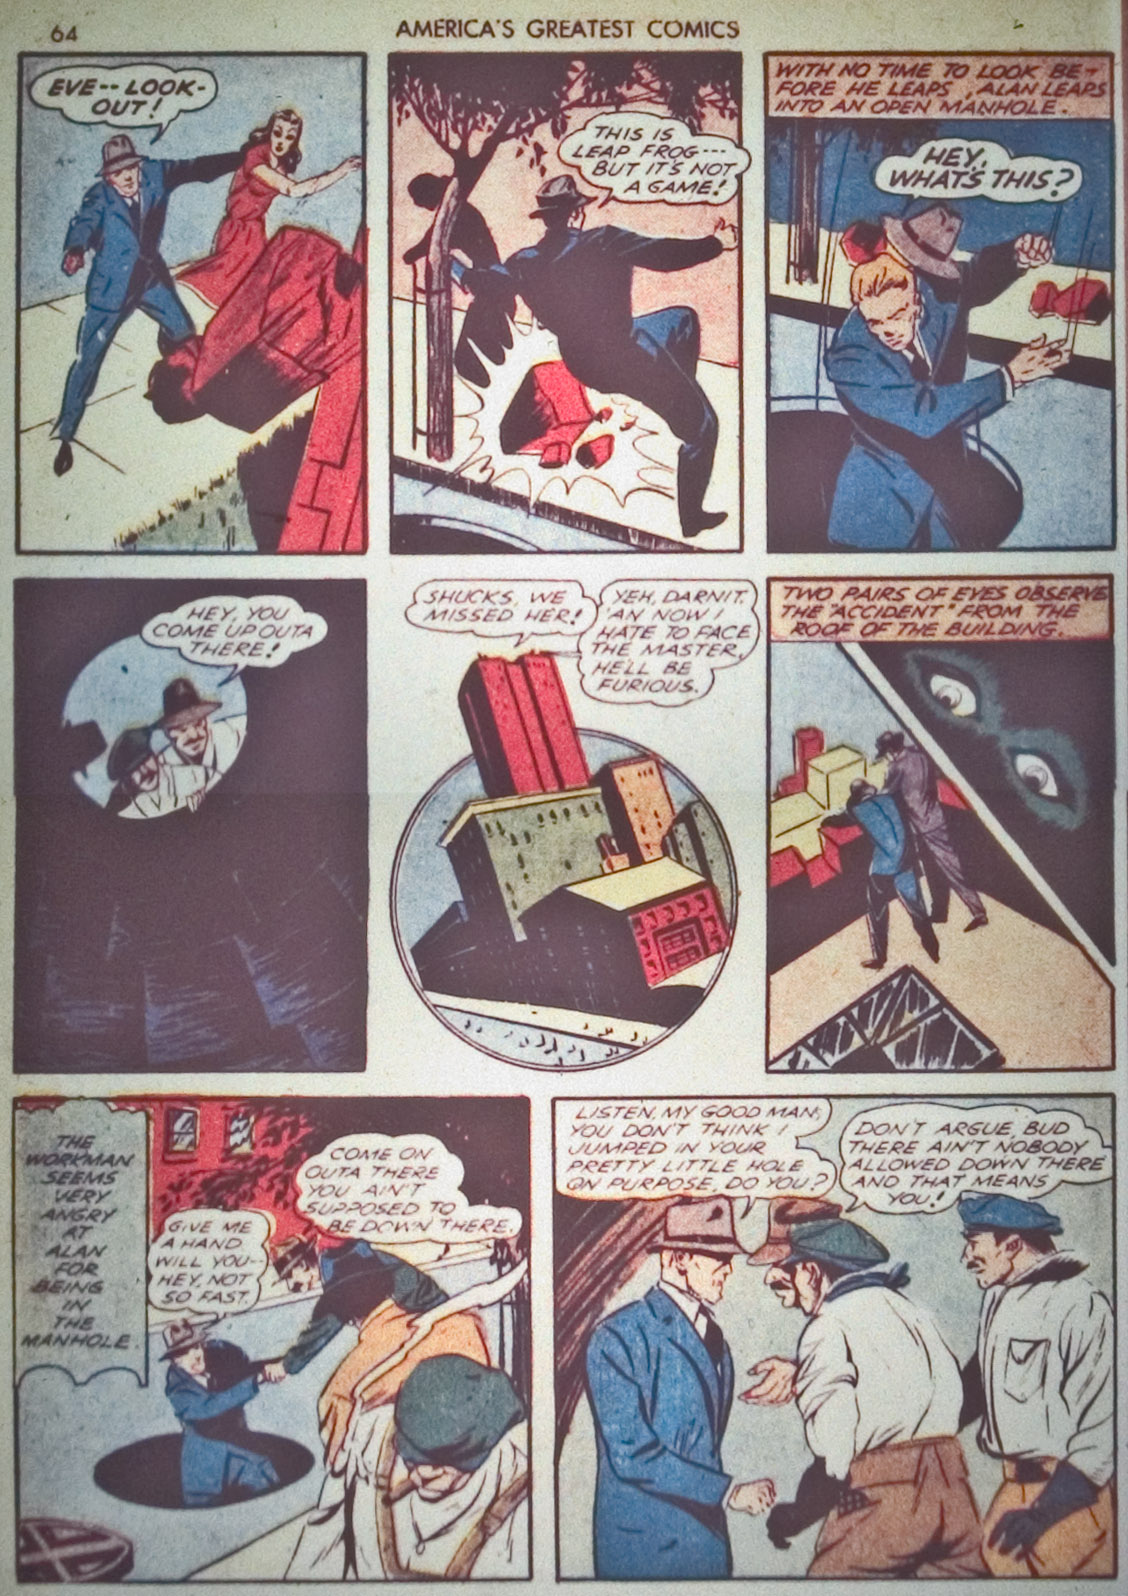 64
AMERICA'S GREATEST COMICS
EVE-- LOOK-
OUT!
THIS IS
LEAP FROG---
BUT IT'S NOT
A GAME!
WITH NO TIME TO LOOK BE-
FORE HE LEAPS, ALAN LEAPS
INTO AN OPEN MANHOLE.
HEY,
WHAT'S THIS?
HEY, YOU
COME UP OUTA
THERE!
SHUCKS, WE
MISSED HER!
YEH, DARNIT.
'AN NOW I
HATE TO FACE
THE MASTER,
HE'LL BE
FURIOUS.
TWO PAIRS OF EYES OBSERVE
THE "ACCIDENT" FROM THE
ROOF OF THE BUILDING.
THE
WORKMAN
SEEMS
VERY
ANGRY
AT
ALAN
FOR
BEING
IN
THE
MANHOLE.
COME ON
OUTA THERE
YOU AIN'T
SUPPOSED TO
BE DOWN THERE.
GIVE ME
A HAND
WILL YOU--
HEY, NOT
SO FAST.
LISTEN, MY GOOD MAN,
YOU DON'T THINK I
JUMPED IN YOUR
PRETTY LITTLE HOLE
ON PURPOSE, DO YOU?
DON'T ARGUE, BUD
THERE AIN'T NOBODY
ALLOWED DOWN THERE
AND THAT MEANS
YOU!